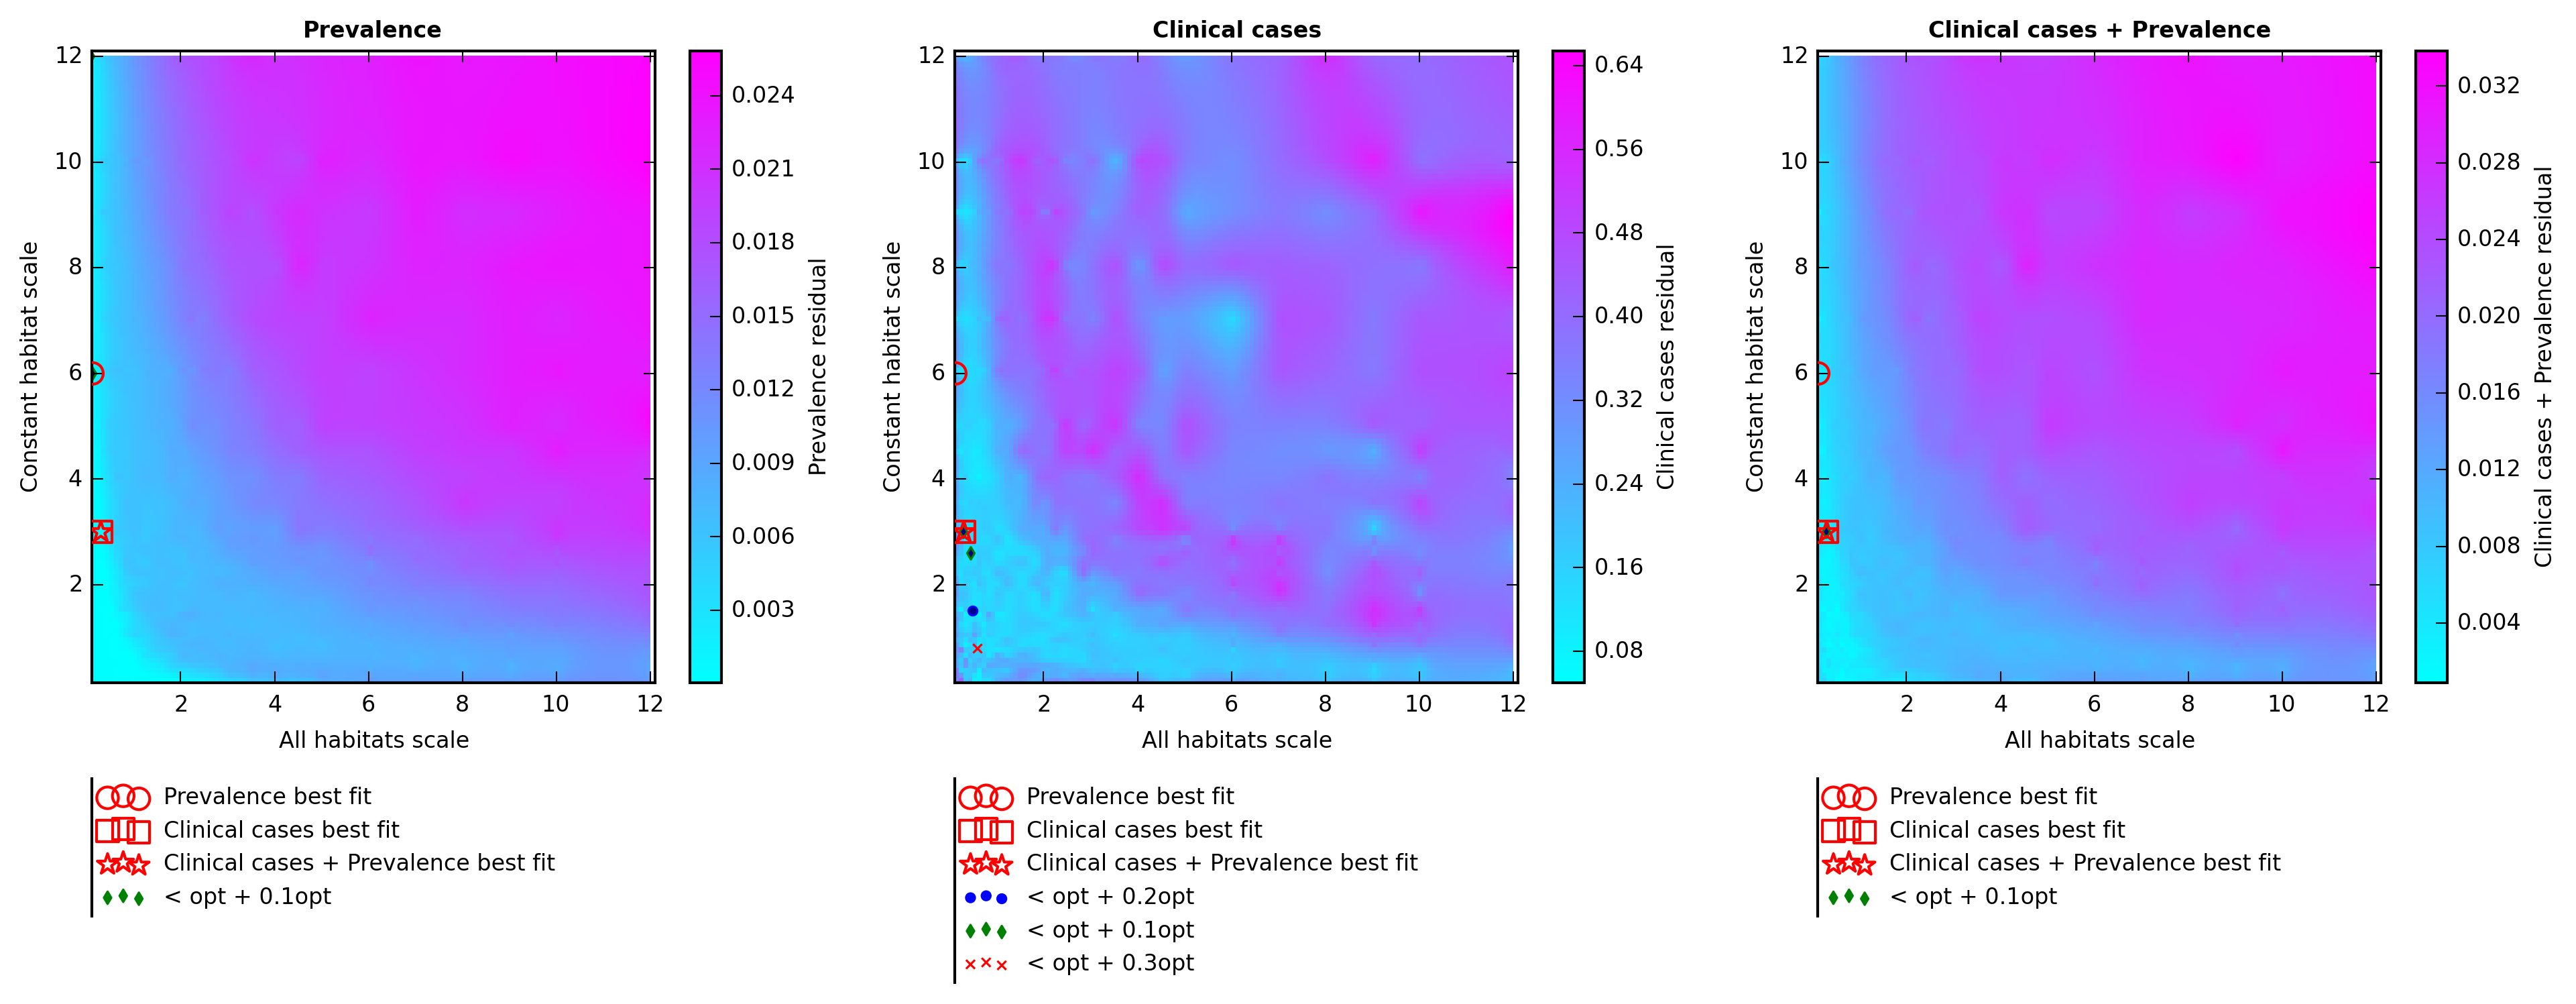 Prevalence
12
10
8
6
4
2
2 4 6 8 10 12
Constant habitat scale
All habitats scale
0.024
0.021
0.018
0.015
0.012
0.009
0.006
0.003
Prevalence residual
Prevalence best fit
Clinical cases best fit
Clinical cases + Prevalence best fit
< opt + 0.1opt
Clinical cases
12
10
8
6
4
2
2 4 6 8 10 12
Constant habitat scale
All habitats scale
0.64
0.56
0.48
0.40
0.32
0.24
0.16
0.08
Clinical cases residual
Prevalence best fit
Clinical cases best fit
Clinical cases + Prevalence best fit
< opt + 0.2opt
< opt + 0.1opt
< opt + 0.3opt
Clinical cases + Prevalence
12
10
8
6
4
2
2 4 6 8 10 12
Constant habitat scale
All habitats scale
0.032
0.028
0.024
0.020
0.016
0.012
0.008
0.004
Clinical cases + Prevalence residual
Prevalence best fit
Clinical cases best fit
Clinical cases + Prevalence best fit
< opt + 0.1opt